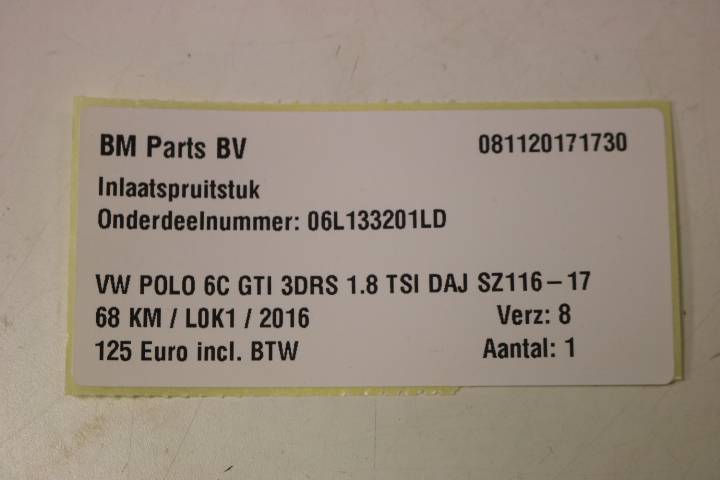 BM Parts BV 081120171730
Inlaatspruitstuk
Onderdeelnummer: 06L133201LD
VW POLO 6C GTI 3DRS 1.8 TSI DAJ SZ116-17
68 KM / L0K1 / 2016 Verz: 8
125 Euro incl. BTW Aantal: 1